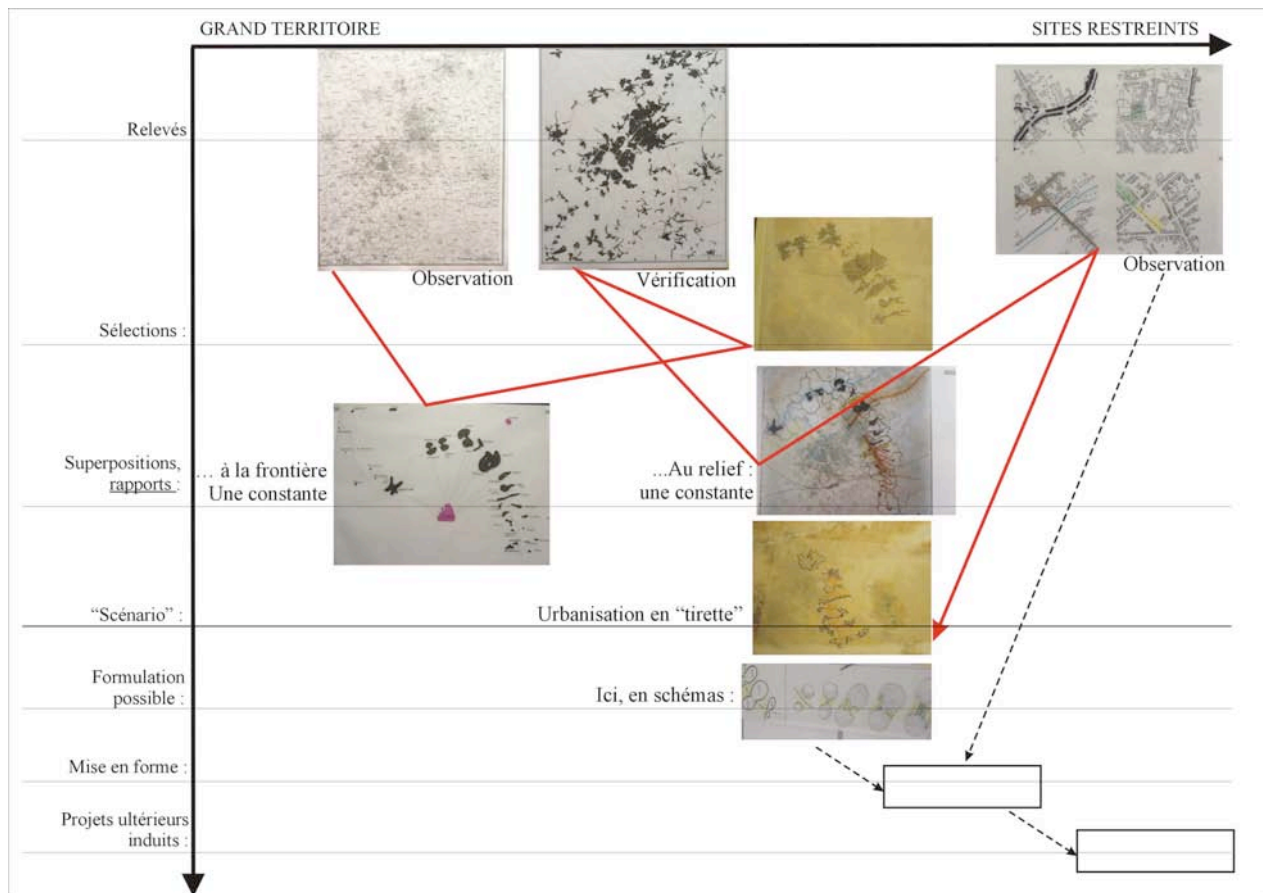 GRAND TERRITOIRE
SITES RESTREINTS
Relevés
Observation
Vérification
Observation
Sélections :
Superpositions,
rapports :
… à la frontière
Une constante
...Au relief :
une constante
“Scénario” :
Urbanisation en “tirette”
Formulation
possible :
Ici, en schémas :
Mise en forme :
Projets ultérieurs
induits :